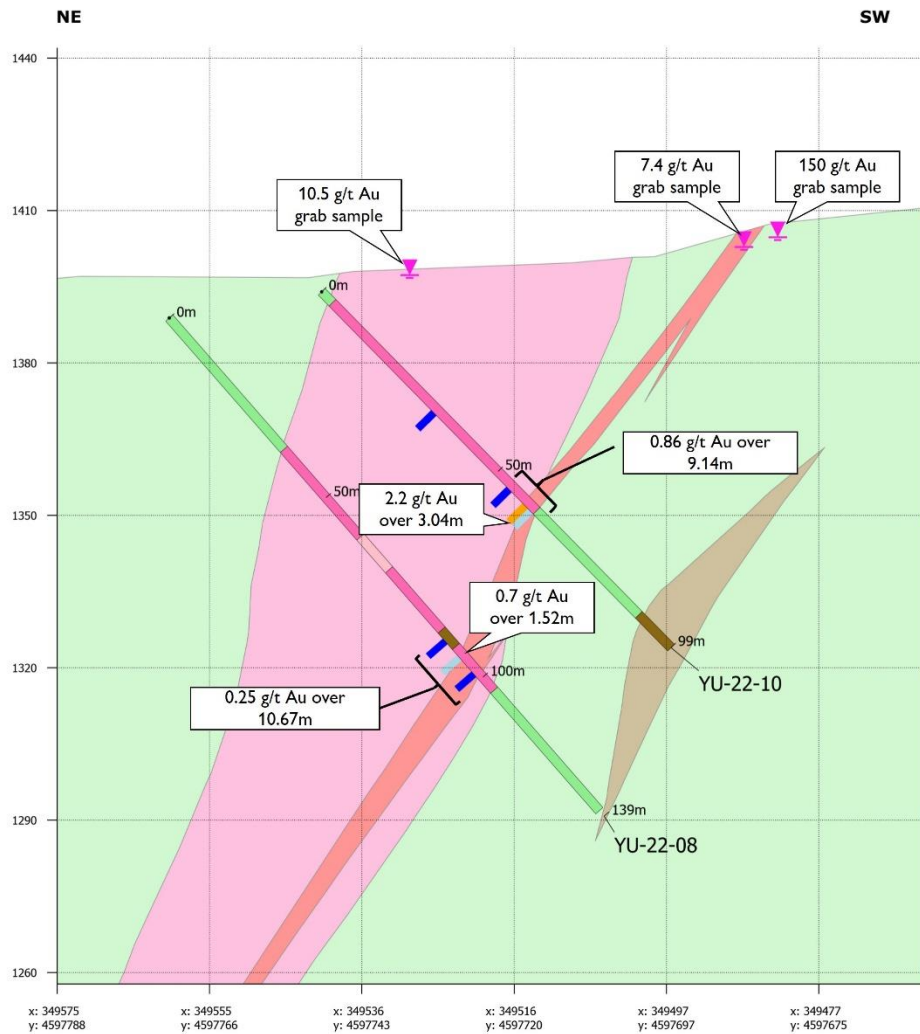 NE
SW
1440
7.4 g/t Au
grab sample
150 g/t Au
grab sample
10.5 g/t Au
grab sample
1410
0m
0m
1380
0.86 g/t Au over
9.14m
50m
50m
2.2 g/t Au
over 3.04m
1350
0.7 g/t Au
over 1.52m
99m
1320
100m
YU-22-10
0.25 g/t Au over
10.67m
1290
139m
YU-22-08
1260
x: 349575
y: 4597788
x: 349555
y: 4597766
x: 349536
y: 4597743
x: 349516
y: 4597720
x: 349497
y: 4597697
x: 349477
y: 4597675